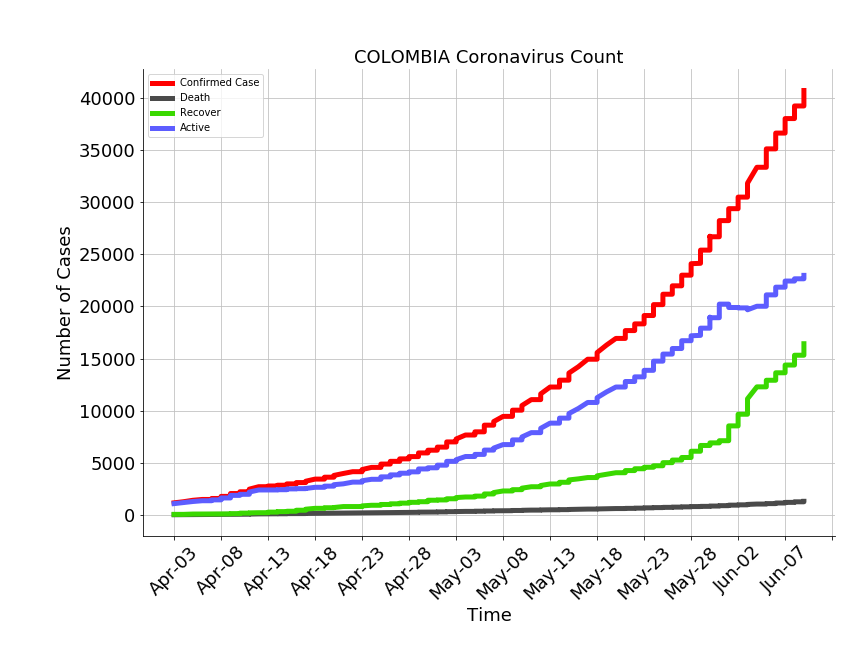 COLOMBIA Coronavirus Count
Confirmed Case
Death
Recover
Active
Number of Cases
40000
35000
30000
25000
20000
15000
10000
5000
0
Apr-03
Apr-08
Apr-13
Apr-18
Apr-23
Apr-28
May-03
May-08
May-13
May-18
May-23
May-28
Jun-02
Jun-07
Time